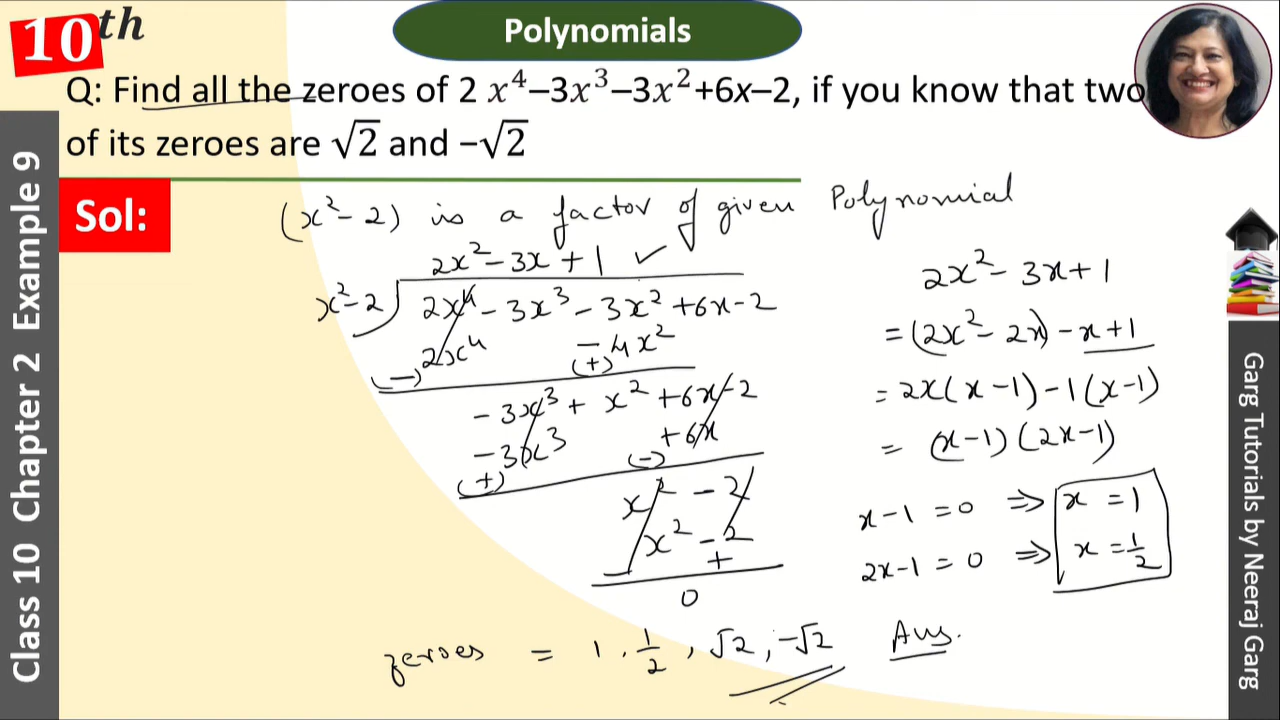 10th
Polynomials
Q: Find all the zeroes of 2 x⁴–3x³–3x²+6x–2, if you know that two
of its zeroes are √2 and –√2
Sol:
(x²-2) is a factor of given Polynomial
2x²-3x+1 ✓
x²-2 2x⁴-3x³-3x²+6x-2
2x⁴ -4x²
(-) (+)
-3x³+x²+6x-2
-3x³ +6x
(+) (-)
x²-2
x²-2
- +
0
2x²-3x+1
=(2x²-2x)-x+1
=2x(x-1)-1(x-1)
=(x-1)(2x-1)
x-1=0 ⇒ x=1
2x-1=0 ⇒ x=1/2
zeroes = 1, 1/2, √2, -√2 Ans.
Class 10 Chapter 2 Example 9
Garg Tutorials by Neeraj Garg